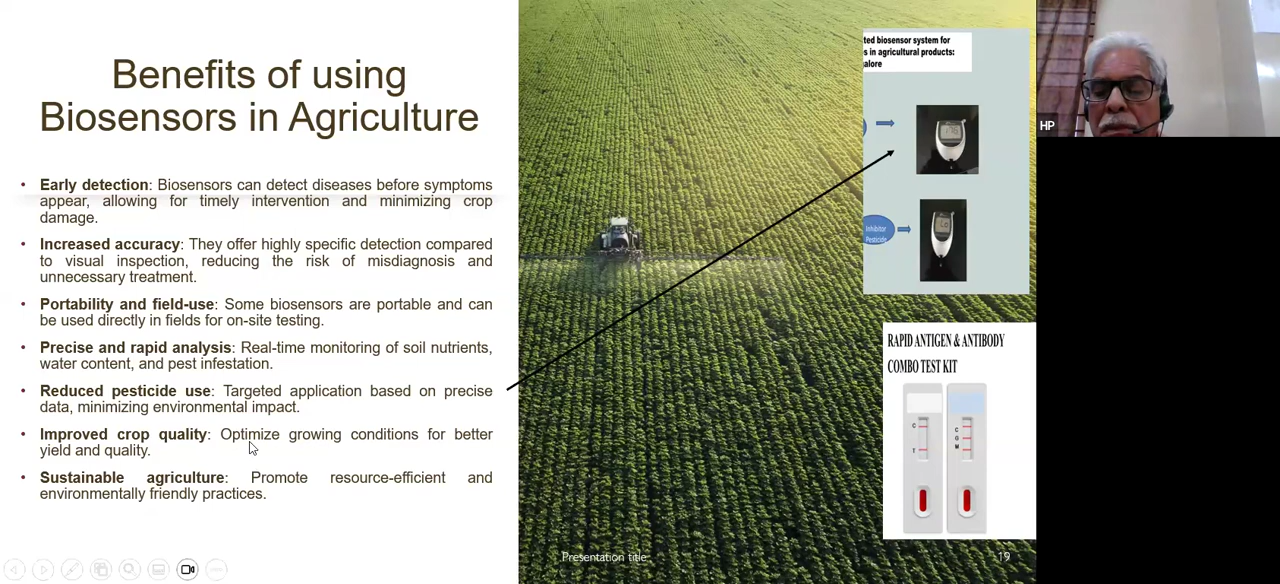 Benefits of using
Biosensors in Agriculture
• Early detection: Biosensors can detect diseases before symptoms
appear, allowing for timely intervention and minimizing crop
damage.
• Increased accuracy: They offer highly specific detection compared
to visual inspection, reducing the risk of misdiagnosis and
unnecessary treatment.
• Portability and field-use: Some biosensors are portable and can
be used directly in fields for on-site testing.
• Precise and rapid analysis: Real-time monitoring of soil nutrients,
water content, and pest infestation.
• Reduced pesticide use: Targeted application based on precise
data, minimizing environmental impact.
• Improved crop quality: Optimize growing conditions for better
yield and quality.
• Sustainable agriculture: Promote resource-efficient and
environmentally friendly practices.
ted biosensor system for
s in agricultural products:
alore
Inhibitor
Pesticide
RAPID ANTIGEN & ANTIBODY
COMBO TEST KIT
C
T
C
G
M
Presentation title
19
HP